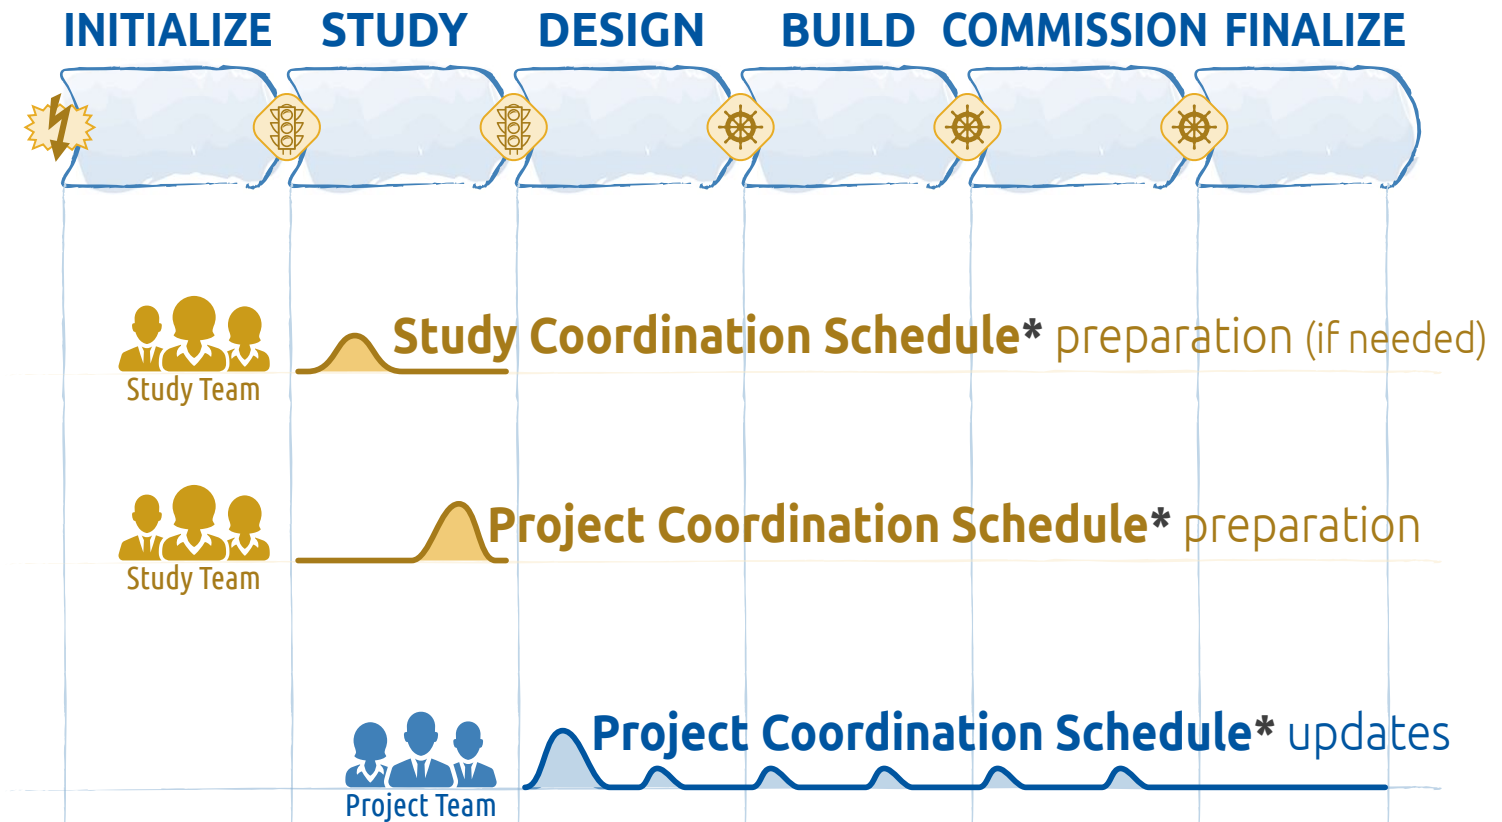 INITIALIZE STUDY DESIGN BUILD COMMISSION FINALIZE
Study Coordination Schedule* preparation (if needed)
Study Team
Project Coordination Schedule* preparation
Study Team
Project Coordination Schedule* updates
Project Team